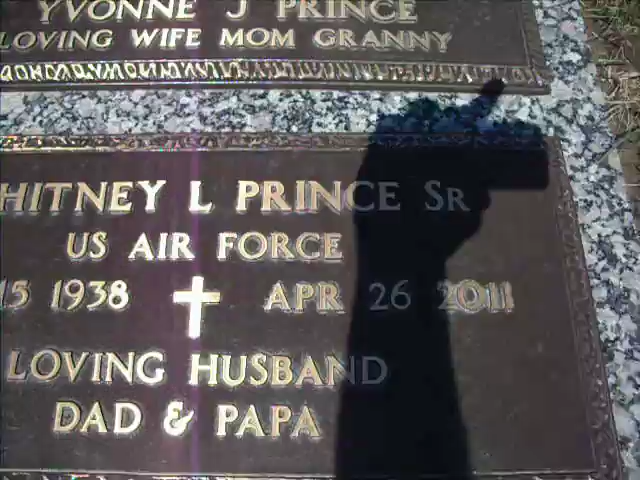 YVONNE J PRINCE
LOVING WIFE MOM GRANNY
HITNEY L PRINCE SR
US AIR FORCE
15 1938 APR 26 2011
LOVING HUSBAND
DAD & PAPA